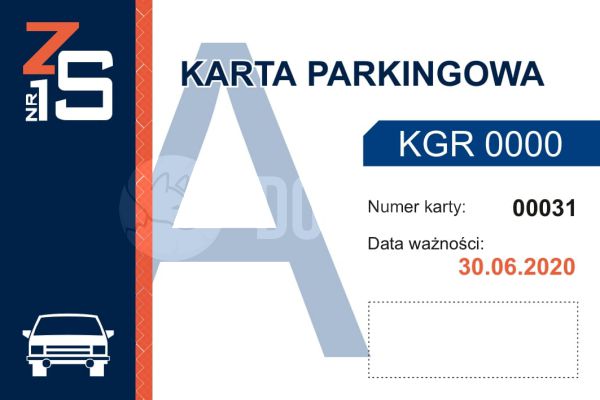 ZS
NR 1
A
KARTA PARKINGOWA
KGR 0000
Numer karty: 00031
Data ważności:
30.06.2020